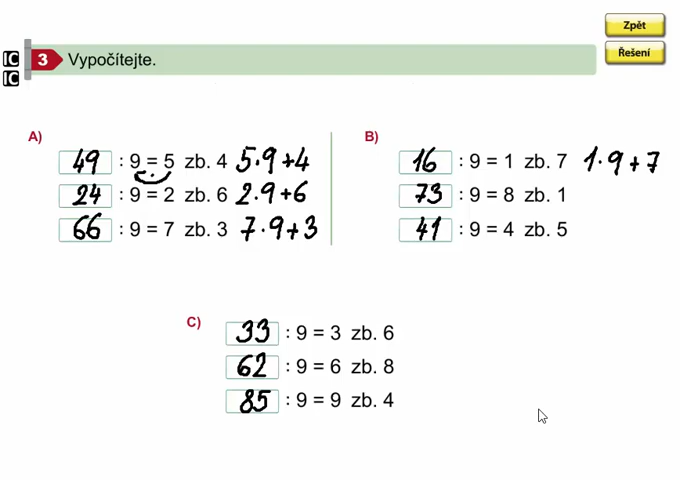 Zpět
Řešení
3 Vypočítejte.
A)
49 : 9 = 5 zb. 4 5·9+4
24 : 9 = 2 zb. 6 2·9+6
66 : 9 = 7 zb. 3 7·9+3
B)
16 : 9 = 1 zb. 7 1·9+7
73 : 9 = 8 zb. 1
41 : 9 = 4 zb. 5
C)
33 : 9 = 3 zb. 6
62 : 9 = 6 zb. 8
85 : 9 = 9 zb. 4